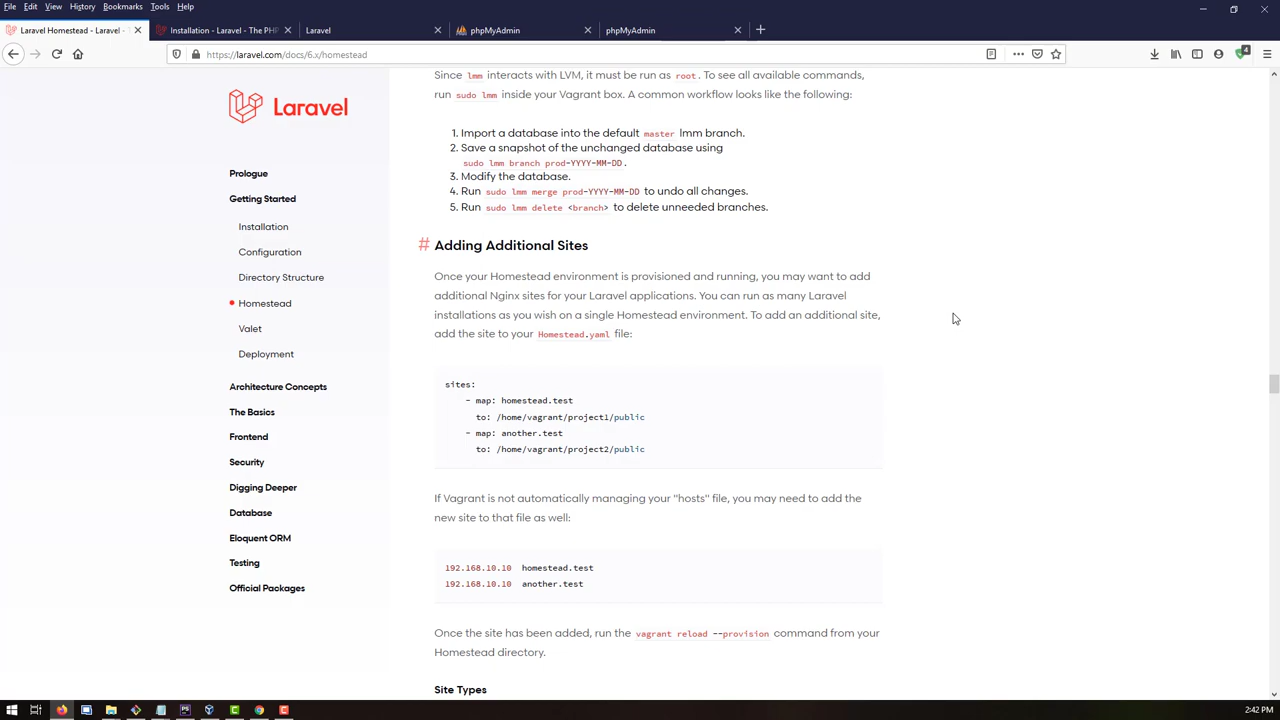 File Edit View History Bookmarks Tools Help
Laravel Homestead - Laravel - T
Installation - Laravel - The PHP
Laravel
phpMyAdmin
phpMyAdmin
https://laravel.com/docs/6.x/homestead
4
Laravel
Prologue
Getting Started
Installation
Configuration
Directory Structure
Homestead
Valet
Deployment
Architecture Concepts
The Basics
Frontend
Security
Digging Deeper
Database
Eloquent ORM
Testing
Official Packages
Since lmm interacts with LVM, it must be run as root. To see all available commands,
run sudo lmm inside your Vagrant box. A common workflow looks like the following:
1. Import a database into the default master lmm branch.
2. Save a snapshot of the unchanged database using
sudo lmm branch prod-YYYY-MM-DD.
3. Modify the database.
4. Run sudo lmm merge prod-YYYY-MM-DD to undo all changes.
5. Run sudo lmm delete <branch> to delete unneeded branches.
# Adding Additional Sites
Once your Homestead environment is provisioned and running, you may want to add
additional Nginx sites for your Laravel applications. You can run as many Laravel
installations as you wish on a single Homestead environment. To add an additional site,
add the site to your Homestead.yaml file:
sites:
- map: homestead.test
to: /home/vagrant/project1/public
- map: another.test
to: /home/vagrant/project2/public
If Vagrant is not automatically managing your "hosts" file, you may need to add the
new site to that file as well:
192.168.10.10 homestead.test
192.168.10.10 another.test
Once the site has been added, run the vagrant reload --provision command from your
Homestead directory.
Site Types
2:42 PM